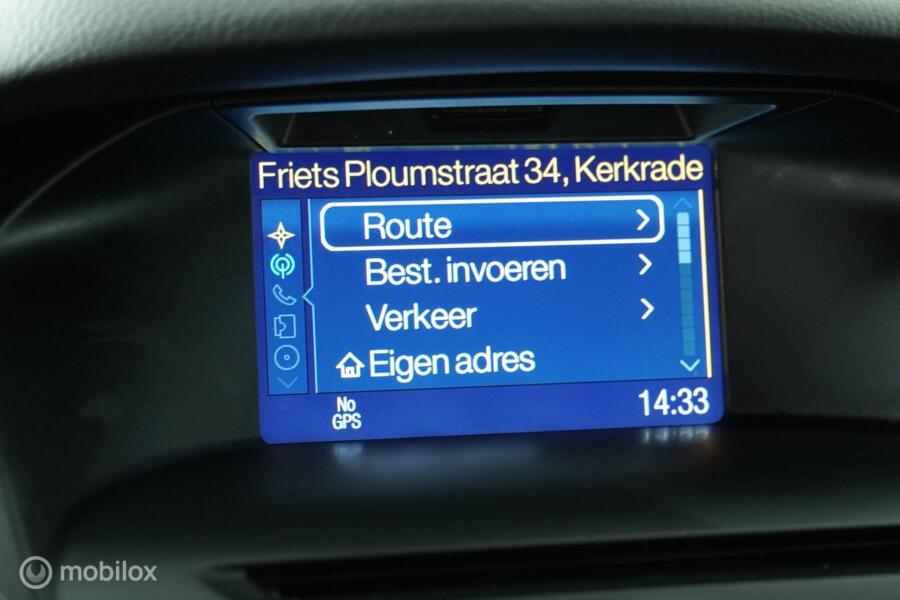 Friets Ploumstraat 34, Kerkrade
Route
Best. invoeren
Verkeer
Eigen adres
No
GPS
14:33
mobilox